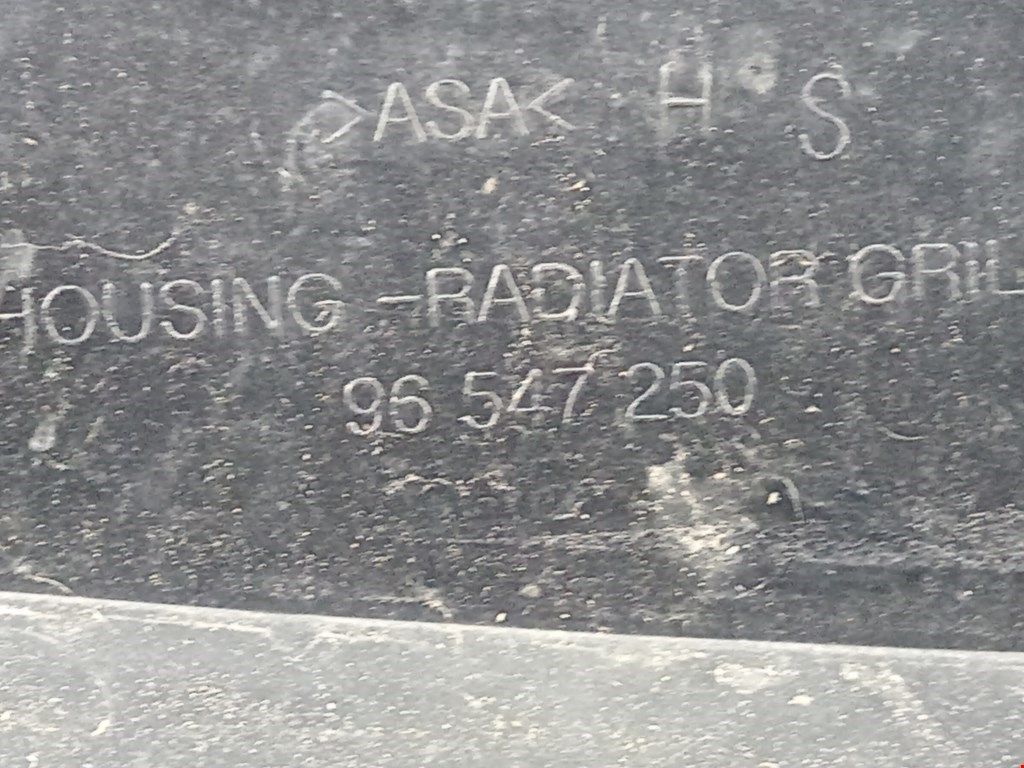 >ASA< H S
HOUSING -RADIATOR GRIL
96 547 250